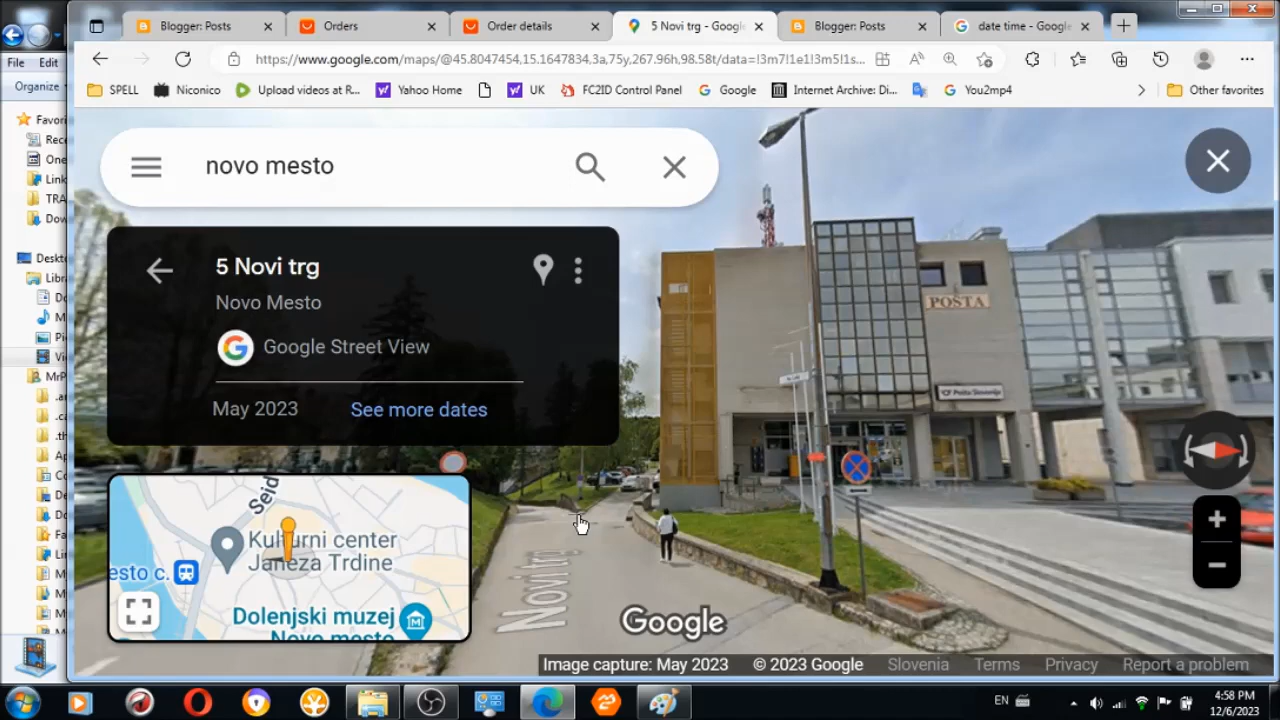 Blogger: Posts
Orders
Order details
5 Novi trg - Google
Blogger: Posts
date time - Google
File Edit
https://www.google.com/maps/@45.8047454,15.1647834,3a,75y,267.96h,98.58t/data=!3m7!1e1!3m5!1s...
Organize
SPELL
Niconico
Upload videos at R...
Yahoo Home
UK
FC2ID Control Panel
Google
Internet Archive: Di...
You2mp4
Other favorites
novo mesto
5 Novi trg
Novo Mesto
Google Street View
May 2023
See more dates
POŠTA
Pošta Slovenije
Novi trg
Seid
Kulturni center
Janeza Trdine
esto c.
Dolenjski muzej
Novo mesto
Google
Image capture: May 2023
© 2023 Google
Slovenia
Terms
Privacy
Report a problem
EN
4:58 PM
12/6/2023